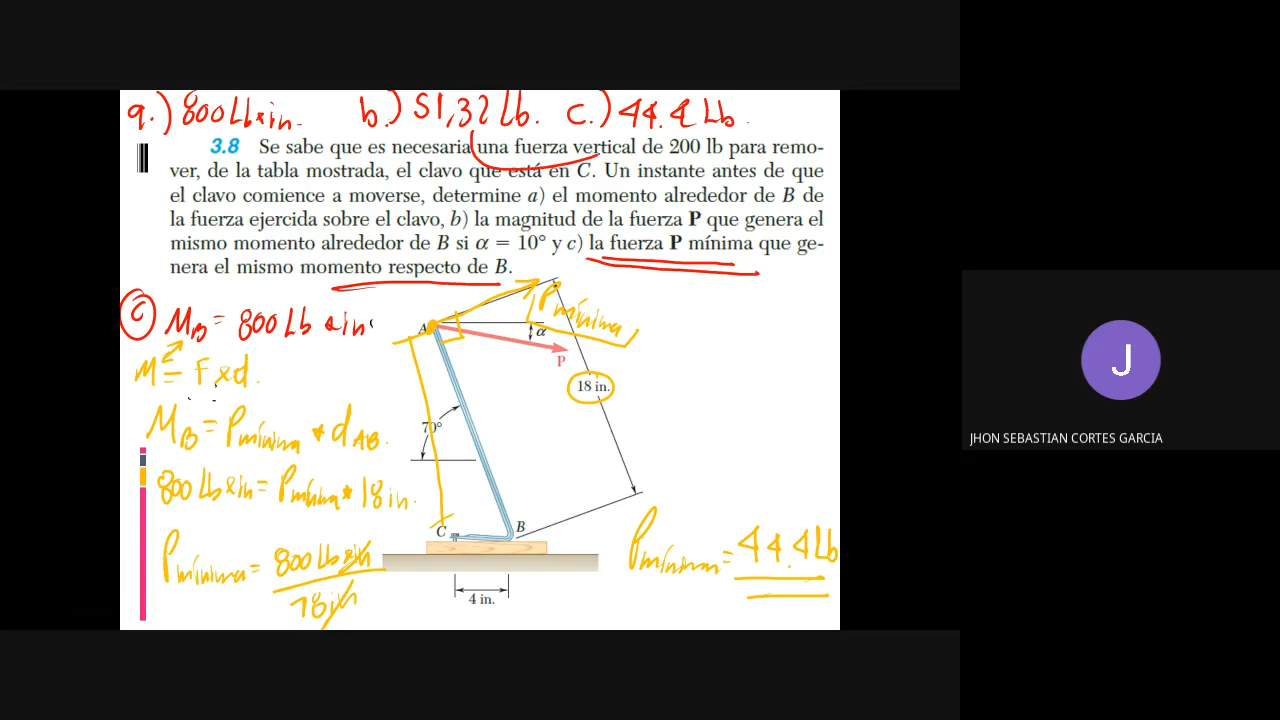 a.) 800 Lb*in. b.) 51,32 Lb. c.) 44.4 Lb.
3.8 Se sabe que es necesaria una fuerza vertical de 200 lb para remo-
ver, de la tabla mostrada, el clavo que está en C. Un instante antes de que
el clavo comience a moverse, determine a) el momento alrededor de B de
la fuerza ejercida sobre el clavo, b) la magnitud de la fuerza P que genera el
mismo momento alrededor de B si α = 10° y c) la fuerza P mínima que ge-
nera el mismo momento respecto de B.
C MB = 800 Lb*in
M = F*d.
MB = Pmínima * dAB.
800 Lb*in = Pmínima * 18 in.
Pmínima = 800 Lb*in
18in
A
Pmínima
α
P
18 in.
70°
C
B
4 in.
Pmínima = 44.4 Lb
J
JHON SEBASTIAN CORTES GARCIA